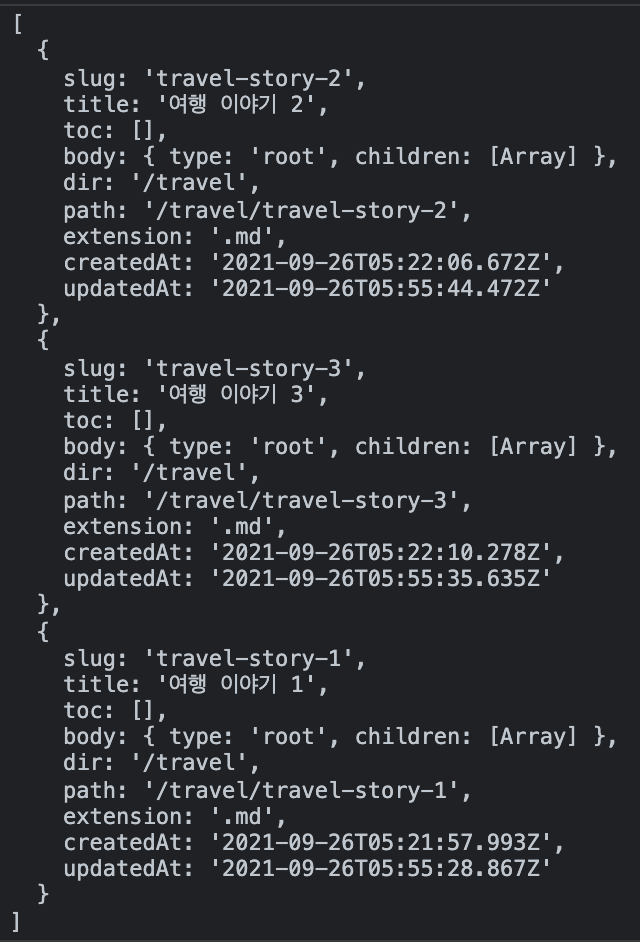 [
  {
    slug: 'travel-story-2',
    title: '여행 이야기 2',
    toc: [],
    body: { type: 'root', children: [Array] },
    dir: '/travel',
    path: '/travel/travel-story-2',
    extension: '.md',
    createdAt: '2021-09-26T05:22:06.672Z',
    updatedAt: '2021-09-26T05:55:44.472Z'
  },
  {
    slug: 'travel-story-3',
    title: '여행 이야기 3',
    toc: [],
    body: { type: 'root', children: [Array] },
    dir: '/travel',
    path: '/travel/travel-story-3',
    extension: '.md',
    createdAt: '2021-09-26T05:22:10.278Z',
    updatedAt: '2021-09-26T05:55:35.635Z'
  },
  {
    slug: 'travel-story-1',
    title: '여행 이야기 1',
    toc: [],
    body: { type: 'root', children: [Array] },
    dir: '/travel',
    path: '/travel/travel-story-1',
    extension: '.md',
    createdAt: '2021-09-26T05:21:57.993Z',
    updatedAt: '2021-09-26T05:55:28.867Z'
  }
]